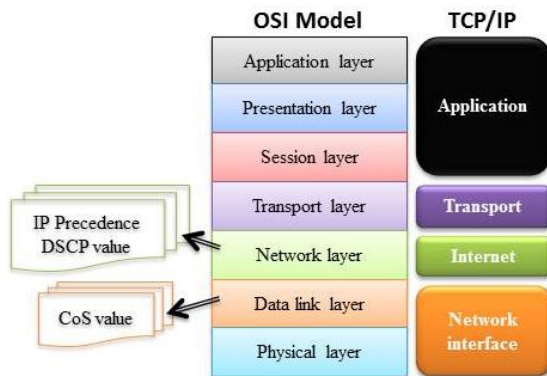 OSI Model
TCP/IP
Application layer
Presentation layer
Session layer
Transport layer
Network layer
Data link layer
Physical layer
Application
Transport
Internet
Network
interface
IP Precedence
DSCP value
CoS value